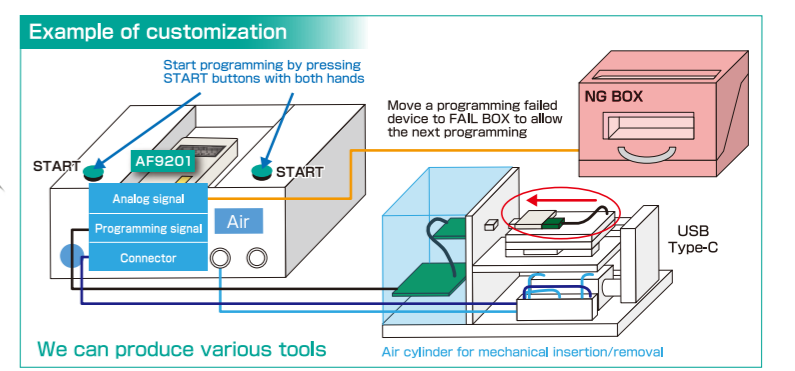 Example of customization
Start programming by pressing
START buttons with both hands
NG BOX
Move a programming failed
device to FAIL BOX to allow
the next programming
START
AF9201
START
Analog signal
Programming signal
Air
Connector
USB
Type-C
We can produce various tools
Air cylinder for mechanical insertion/removal